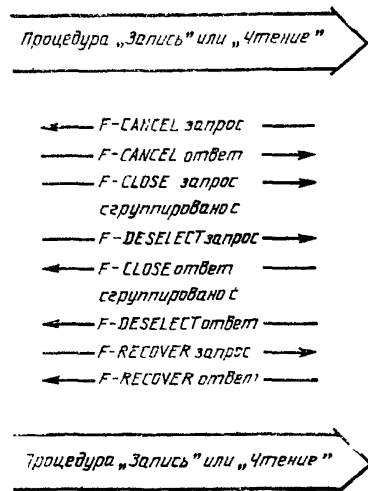 Процедура „Запись” или „Чтение”
F-CANCEL запрос
F-CANCEL ответ
F-CLOSE запрос
сгруппировано с
F-DESELECT запрос
F-CLOSE ответ
сгруппировано с
F-DESELECT ответ
F-RECOVER запрос
F-RECOVER ответ
Процедура „Запись” или „Чтение”